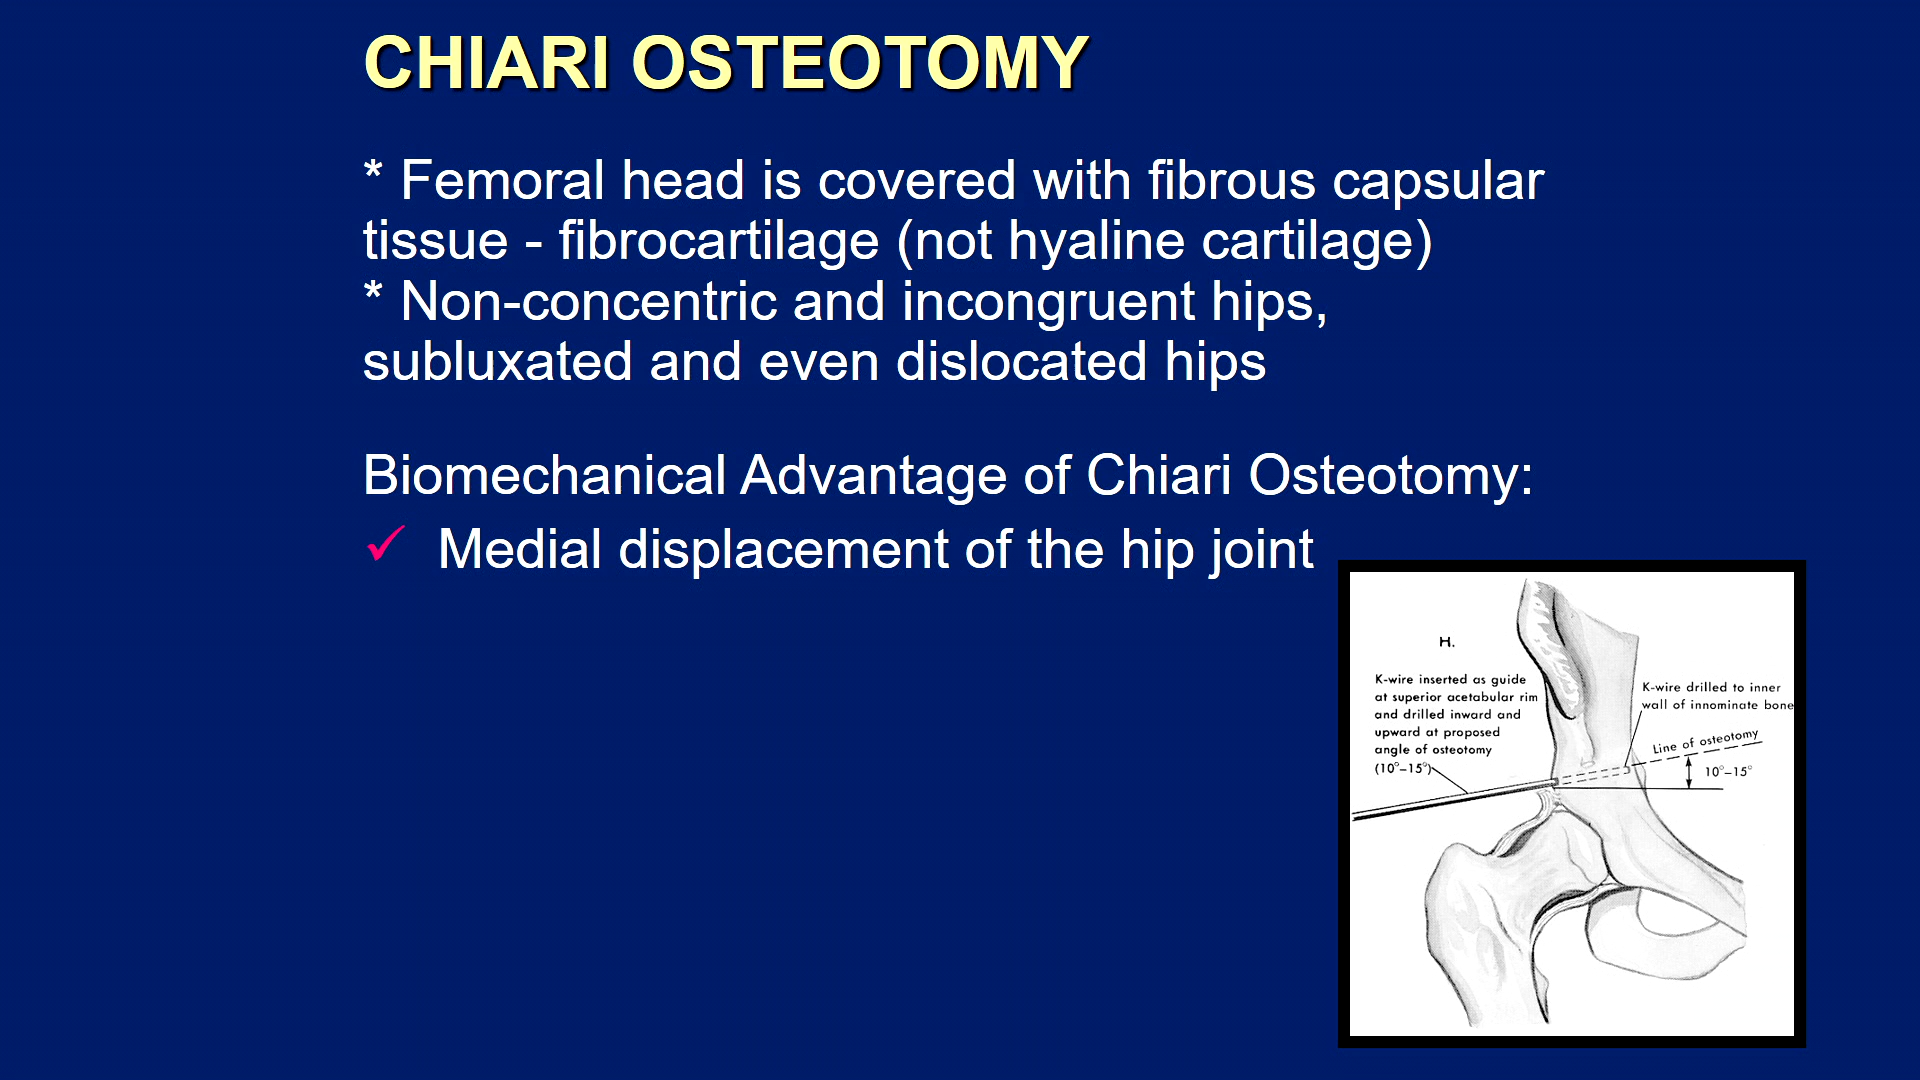 CHIARI OSTEOTOMY
* Femoral head is covered with fibrous capsular
tissue - fibrocartilage (not hyaline cartilage)
* Non-concentric and incongruent hips,
subluxated and even dislocated hips
Biomechanical Advantage of Chiari Osteotomy:
✓ Medial displacement of the hip joint
H.
K-wire inserted as guide
at superior acetabular rim
and drilled inward and
upward at proposed
angle of osteotomy
(10°–15°)
K-wire drilled to inner
wall of innominate bone
Line of osteotomy
10°–15°